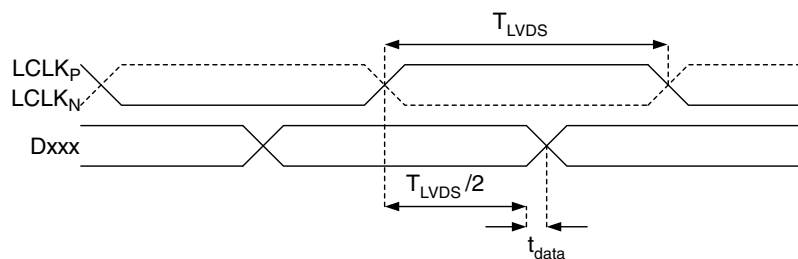 T_LVDS
LCLK_P
LCLK_N
Dxxx
T_LVDS/2
t_data